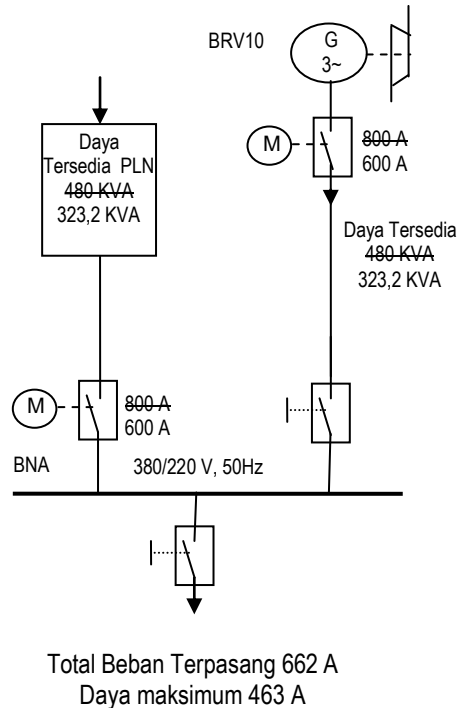 BRV10
G
3~
M
800 A
600 A
Daya
Tersedia PLN
480 KVA
323,2 KVA
Daya Tersedia
480 KVA
323,2 KVA
M
800 A
600 A
BNA
380/220 V, 50Hz
Total Beban Terpasang 662 A
Daya maksimum 463 A